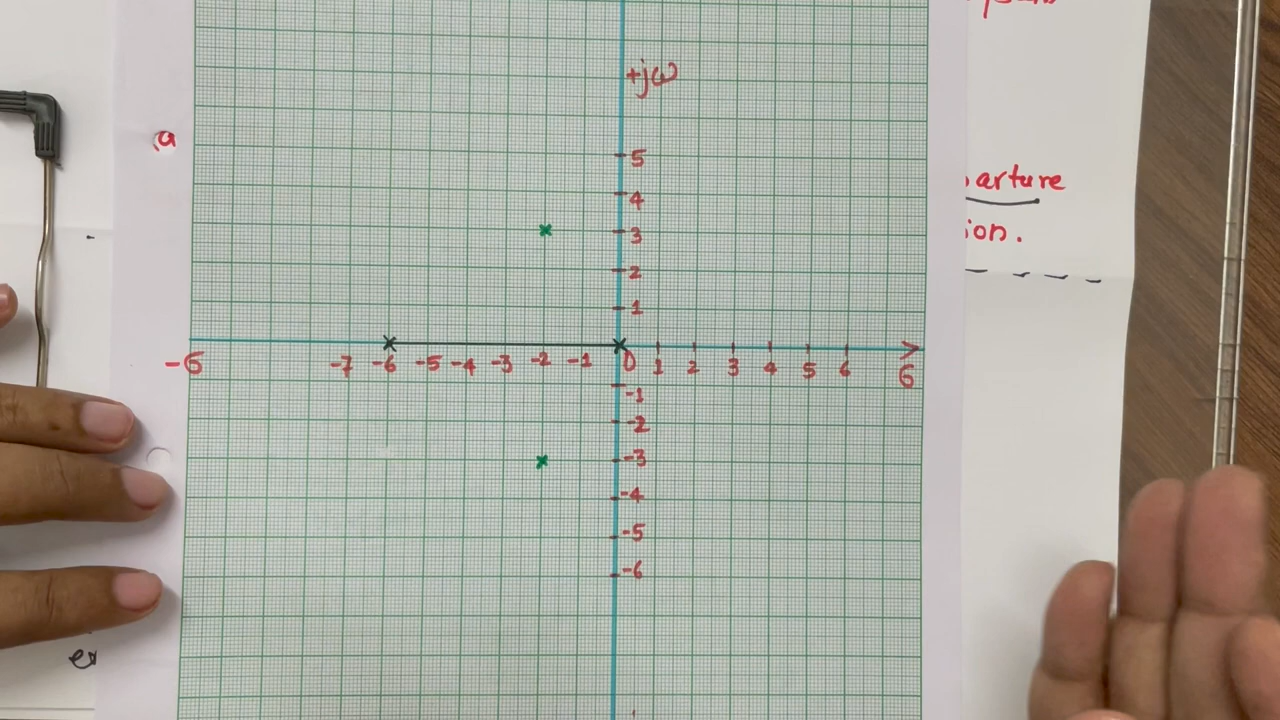 +jω
5
4
3
2
1
-6 -7 -6 -5 -4 -3 -2 -1 0 1 2 3 4 5 6 6
-1
-2
-3
-4
-5
-6
arture
ion.